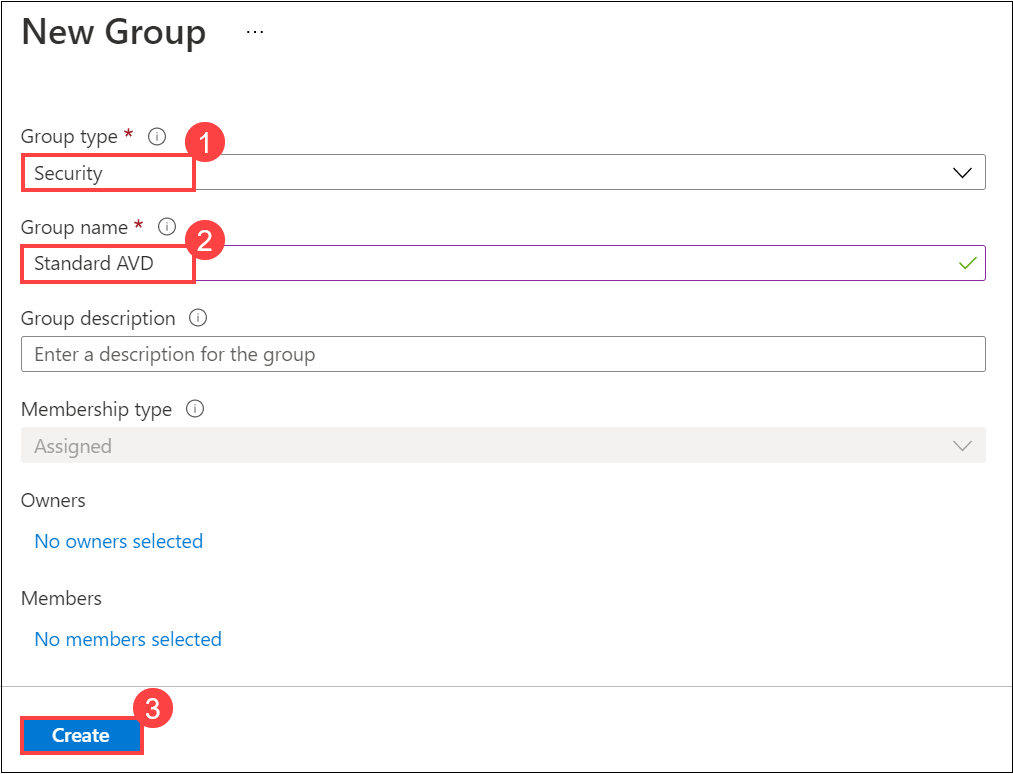 New Group ...
Group type * 1
Security
Group name * 2
Standard AVD
Group description
Enter a description for the group
Membership type
Assigned
Owners
No owners selected
Members
No members selected
3
Create